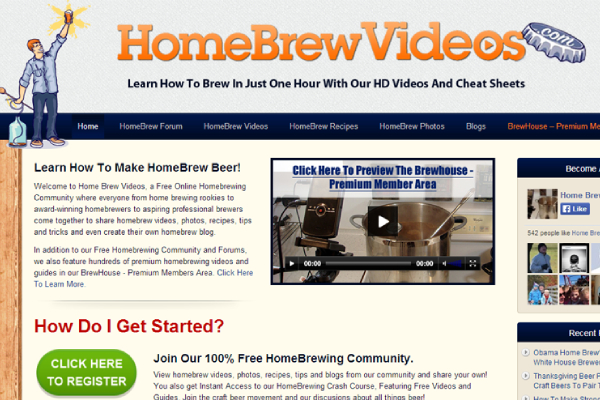 HomeBrewVideos
.com
Learn How To Brew In Just One Hour With Our HD Videos And Cheat Sheets
Home HomeBrew Forum HomeBrew Videos HomeBrew Recipes HomeBrew Photos Blogs BrewHouse – Premium Me
Learn How To Make HomeBrew Beer!
Welcome to Home Brew Videos, a Free Online Homebrewing
Community where everyone from home brewing rookies to
award-winning homebrewers to aspiring professional brewers
come together to share homebrew videos, photos, recipes, tips
and tricks and even create their own homebrew blog.
In addition to our Free Homebrewing Community and Forums,
we also feature hundreds of premium homebrewing videos and
guides in our BrewHouse - Premium Members Area. Click Here
To Learn More
Click Here To Preview The Brewhouse -
Premium Member Area
00:00 00:00
Become A
Home Brew
Like
542 people like Home B
Recent
Obama Home Brew
White House Brewer
Thanksgiving Beer P
Craft Beers To Pair T
How To Make Strong
How Do I Get Started?
CLICK HERE
TO REGISTER
Join Our 100% Free HomeBrewing Community.
View homebrew videos, photos, recipes, tips and blogs from our community and share your own!
You also get Instant Access to our HomeBrewing Crash Course, Featuring Free Videos and
Guides. Join the craft beer movement and our discussions about all things beer!